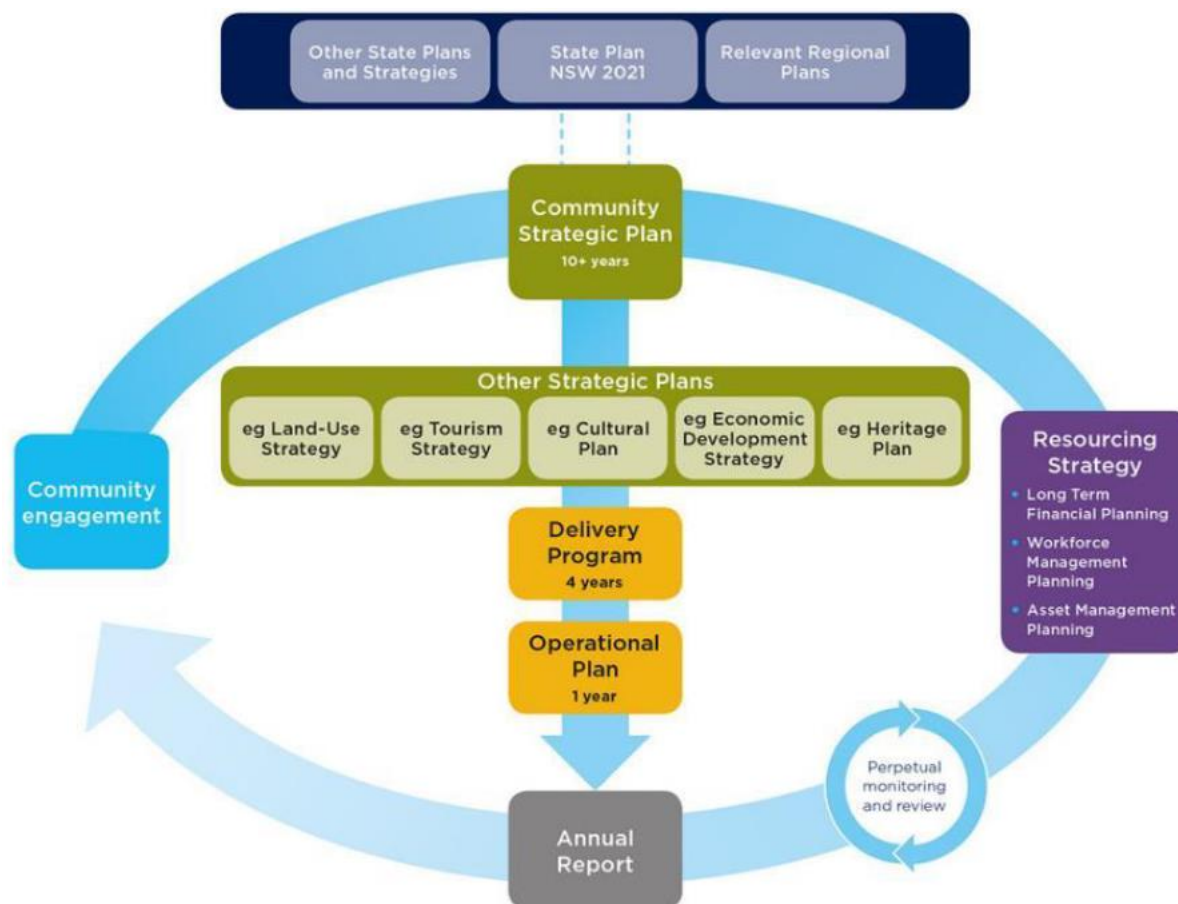 Other State Plans
and Strategies
State Plan
NSW 2021
Relevant Regional
Plans
Community
Strategic Plan
10+ years
Other Strategic Plans
eg Land-Use
Strategy
eg Tourism
Strategy
eg Cultural
Plan
eg Economic
Development
Strategy
eg Heritage
Plan
Community
engagement
Resourcing
Strategy
• Long Term
Financial Planning
• Workforce
Management
Planning
• Asset Management
Planning
Delivery
Program
4 years
Operational
Plan
1 year
Perpetual
monitoring
and review
Annual
Report